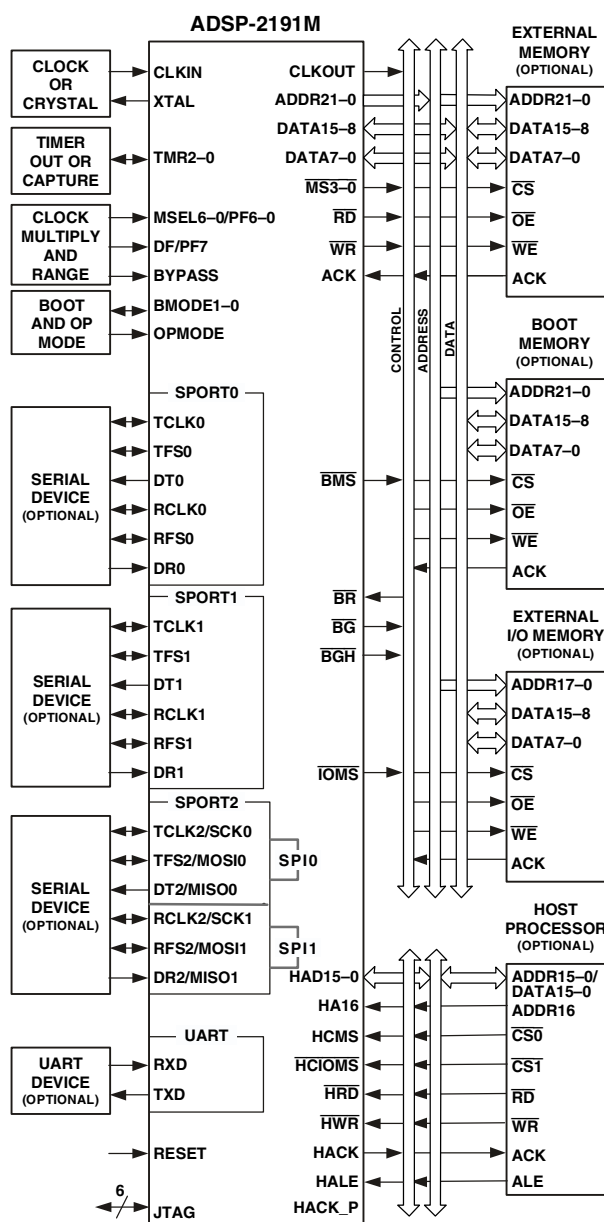 ADSP-2191M
CLOCK
OR
CRYSTAL
TIMER
OUT OR
CAPTURE
CLOCK
MULTIPLY
AND
RANGE
BOOT
AND OP
MODE
CLKIN
XTAL
TMR2–0
MSEL6–0/PF6–0
DF/PF7
BYPASS
BMODE1–0
OPMODE
SERIAL
DEVICE
(OPTIONAL)
SPORT0
TCLK0
TFS0
DT0
RCLK0
RFS0
DR0
SERIAL
DEVICE
(OPTIONAL)
SPORT1
TCLK1
TFS1
DT1
RCLK1
RFS1
DR1
SERIAL
DEVICE
(OPTIONAL)
SPORT2
TCLK2/SCK0
TFS2/MOSI0
DT2/MISO0
RCLK2/SCK1
RFS2/MOSI1
DR2/MISO1
SPI0
SPI1
UART
DEVICE
(OPTIONAL)
UART
RXD
TXD
RESET
6
JTAG
CLKOUT
ADDR21–0
DATA15–8
DATA7–0
MS3–0
RD
WR
ACK
BMS
BR
BG
BGH
IOMS
HAD15–0
HA16
HCMS
HCIOMS
HRD
HWR
HACK
HALE
HACK_P
CONTROL
ADDRESS
DATA
EXTERNAL
MEMORY
(OPTIONAL)
ADDR21–0
DATA15–8
DATA7–0
CS
OE
WE
ACK
BOOT
MEMORY
(OPTIONAL)
ADDR21–0
DATA15–8
DATA7–0
CS
OE
WE
ACK
EXTERNAL
I/O MEMORY
(OPTIONAL)
ADDR17–0
DATA15–8
DATA7–0
CS
OE
WE
ACK
HOST
PROCESSOR
(OPTIONAL)
ADDR15–0/
DATA15–0
ADDR16
CS0
CS1
RD
WR
ACK
ALE